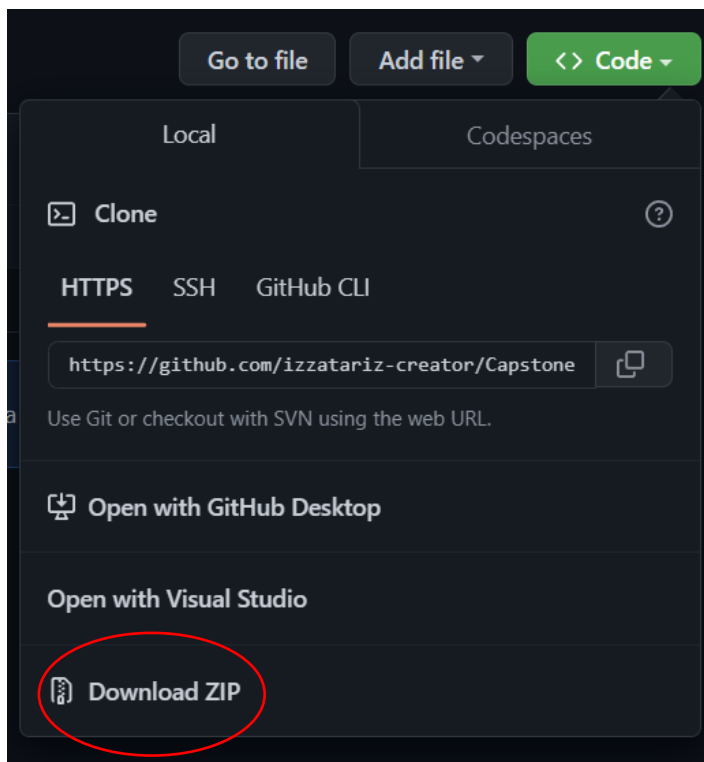 Go to file Add file <> Code
Local Codespaces
Clone
HTTPS SSH GitHub CLI
https://github.com/izzatariz-creator/Capstone
a
Use Git or checkout with SVN using the web URL.
Open with GitHub Desktop
Open with Visual Studio
Download ZIP